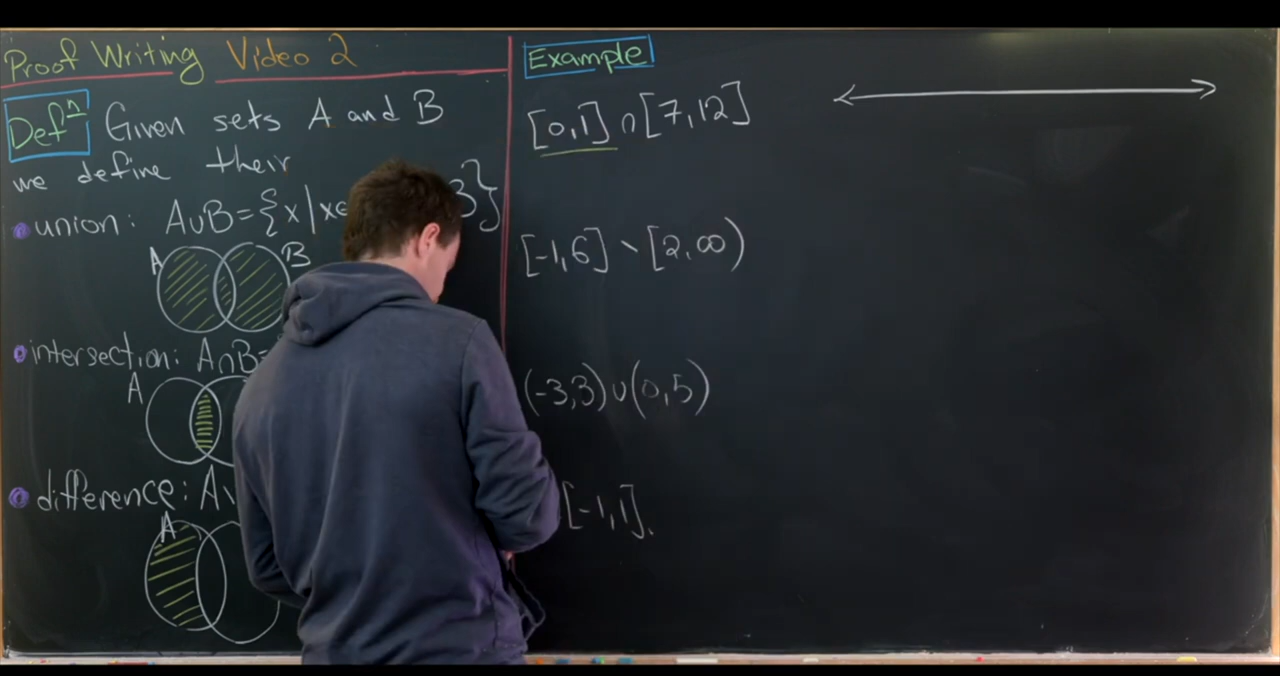 Proof Writing Video 2
Defⁿ Given sets A and B
we define their
• union: A∪B={x|x∈ B}
A B
• intersection: A∩B=
A
• difference: A\
A
Example
[0,1] ∩ [7,12]
[-1,6] \ [2,∞)
(-3,3) ∪ (0,5)
[-1,1].